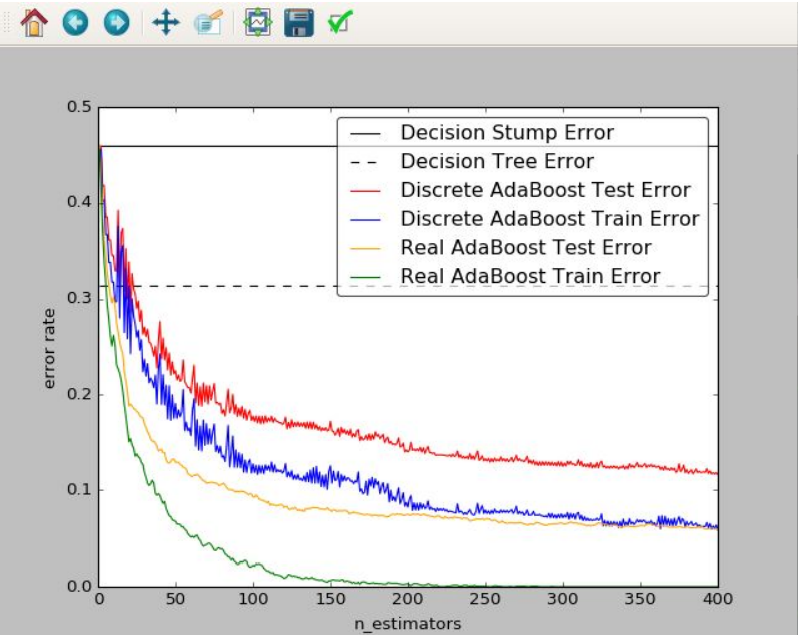 0.5
0.4
0.3
0.2
0.1
0.0
error rate
Decision Stump Error
Decision Tree Error
Discrete AdaBoost Test Error
Discrete AdaBoost Train Error
Real AdaBoost Test Error
Real AdaBoost Train Error
0 50 100 150 200 250 300 350 400
n_estimators